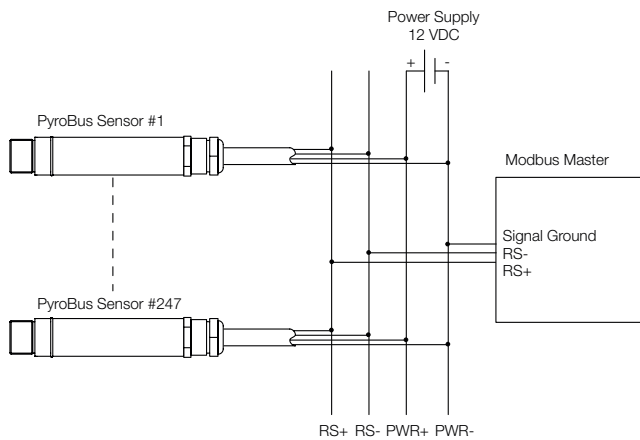 Power Supply
12 VDC
+ -
PyroBus Sensor #1
Modbus Master
Signal Ground
RS-
RS+
PyroBus Sensor #247
RS+ RS- PWR+ PWR-